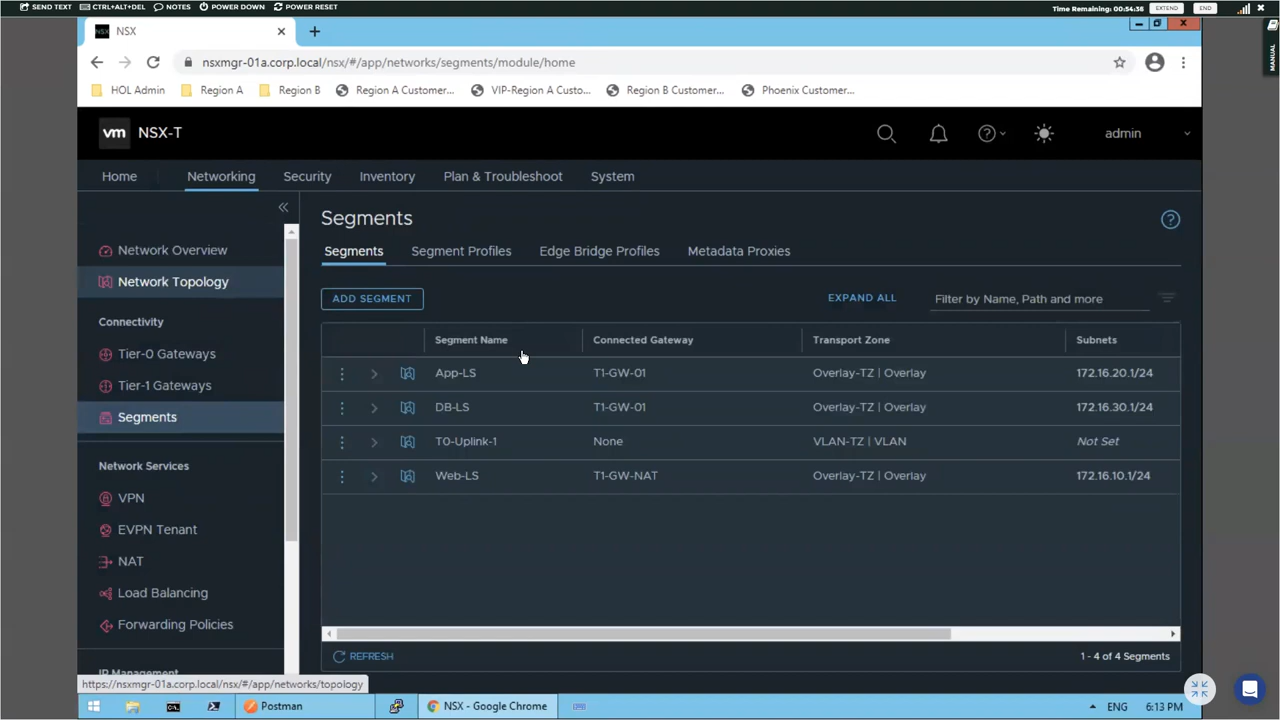 SEND TEXT CTRL+ALT+DEL NOTES POWER DOWN POWER RESET Time Remaining: 00:54:36 EXTEND END
NSX
MANUAL
nsxmgr-01a.corp.local/nsx/#/app/networks/segments/module/home
HOL Admin Region A Region B Region A Customer... VIP-Region A Custo... Region B Customer... Phoenix Customer...
vm NSX-T admin
Home Networking Security Inventory Plan & Troubleshoot System
Segments
Network Overview
Segments Segment Profiles Edge Bridge Profiles Metadata Proxies
Network Topology
ADD SEGMENT EXPAND ALL Filter by Name, Path and more
Connectivity
Segment Name Connected Gateway Transport Zone Subnets
Tier-0 Gateways
App-LS T1-GW-01 Overlay-TZ | Overlay 172.16.20.1/24
Tier-1 Gateways
DB-LS T1-GW-01 Overlay-TZ | Overlay 172.16.30.1/24
Segments
T0-Uplink-1 None VLAN-TZ | VLAN Not Set
Network Services
Web-LS T1-GW-NAT Overlay-TZ | Overlay 172.16.10.1/24
VPN
EVPN Tenant
NAT
Load Balancing
Forwarding Policies
REFRESH 1 - 4 of 4 Segments
IP Management
https://nsxmgr-01a.corp.local/nsx/#/app/networks/topology
Postman NSX - Google Chrome ENG 6:13 PM